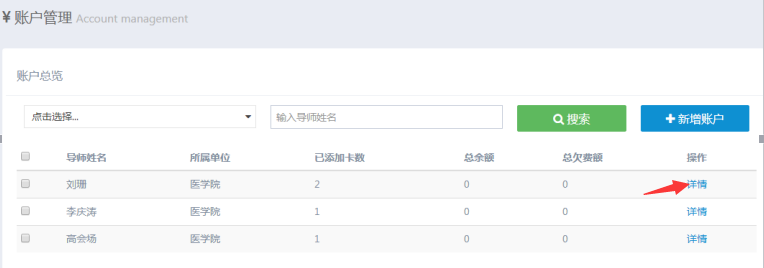 ¥ 账户管理 Account management
账户总览
点击选择... 输入导师姓名 搜索 新增账户
导师姓名 所属单位 已添加卡数 总余额 总欠费额 操作
刘珊 医学院 2 0 0 详情
李庆涛 医学院 1 0 0 详情
高会场 医学院 1 0 0 详情